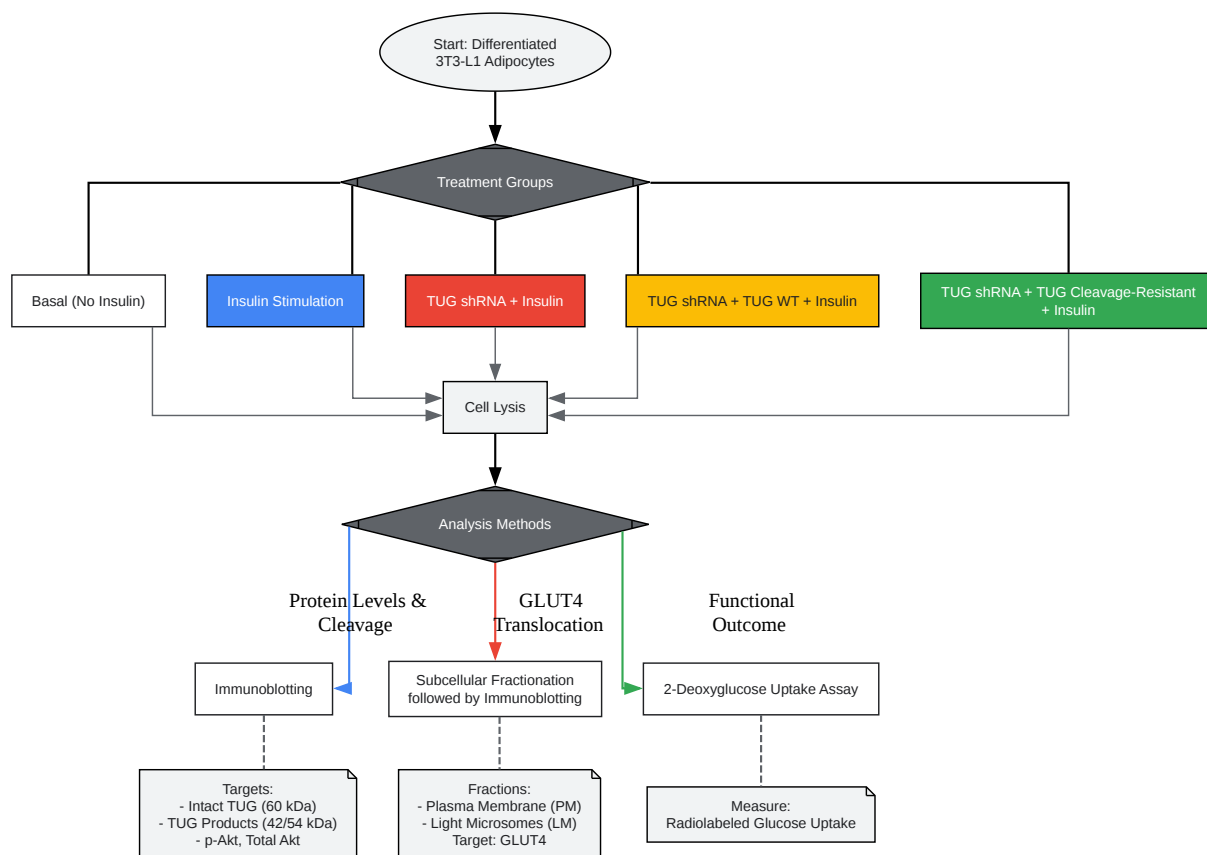 Start: Differentiated
3T3-L1 Adipocytes
Treatment Groups
Basal (No Insulin)
Insulin Stimulation
TUG shRNA + Insulin
TUG shRNA + TUG WT + Insulin
TUG shRNA + TUG Cleavage-Resistant
+ Insulin
Cell Lysis
Analysis Methods
Protein Levels &
Cleavage
GLUT4
Translocation
Functional
Outcome
Immunoblotting
Subcellular Fractionation
followed by Immunoblotting
2-Deoxyglucose Uptake Assay
Targets:
- Intact TUG (60 kDa)
- TUG Products (42/54 kDa)
- p-Akt, Total Akt
Fractions:
- Plasma Membrane (PM)
- Light Microsomes (LM)
Target: GLUT4
Measure:
Radiolabeled Glucose Uptake